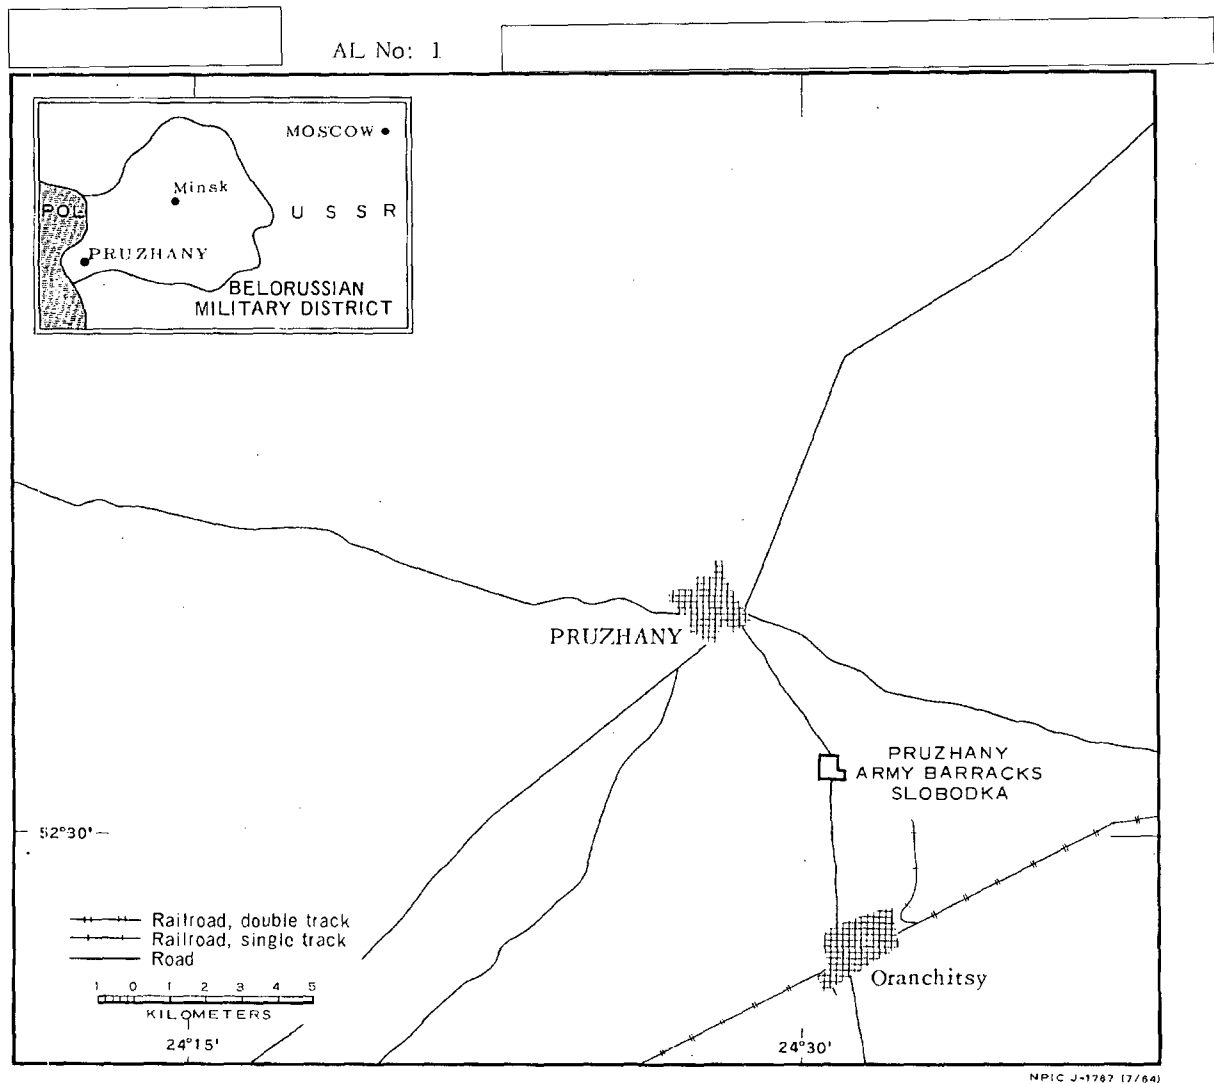 AL No: 1
MOSCOW
Minsk
POL
U S S R
PRUZHANY
BELORUSSIAN
MILITARY DISTRICT
PRUZHANY
PRUZHANY
ARMY BARRACKS
SLOBODKA
52°30'
Railroad, double track
Railroad, single track
Road
Oranchitsy
1 0 1 2 3 4 5
KILOMETERS
24°15'
24°30'
NPIC J-1767 (7/64)